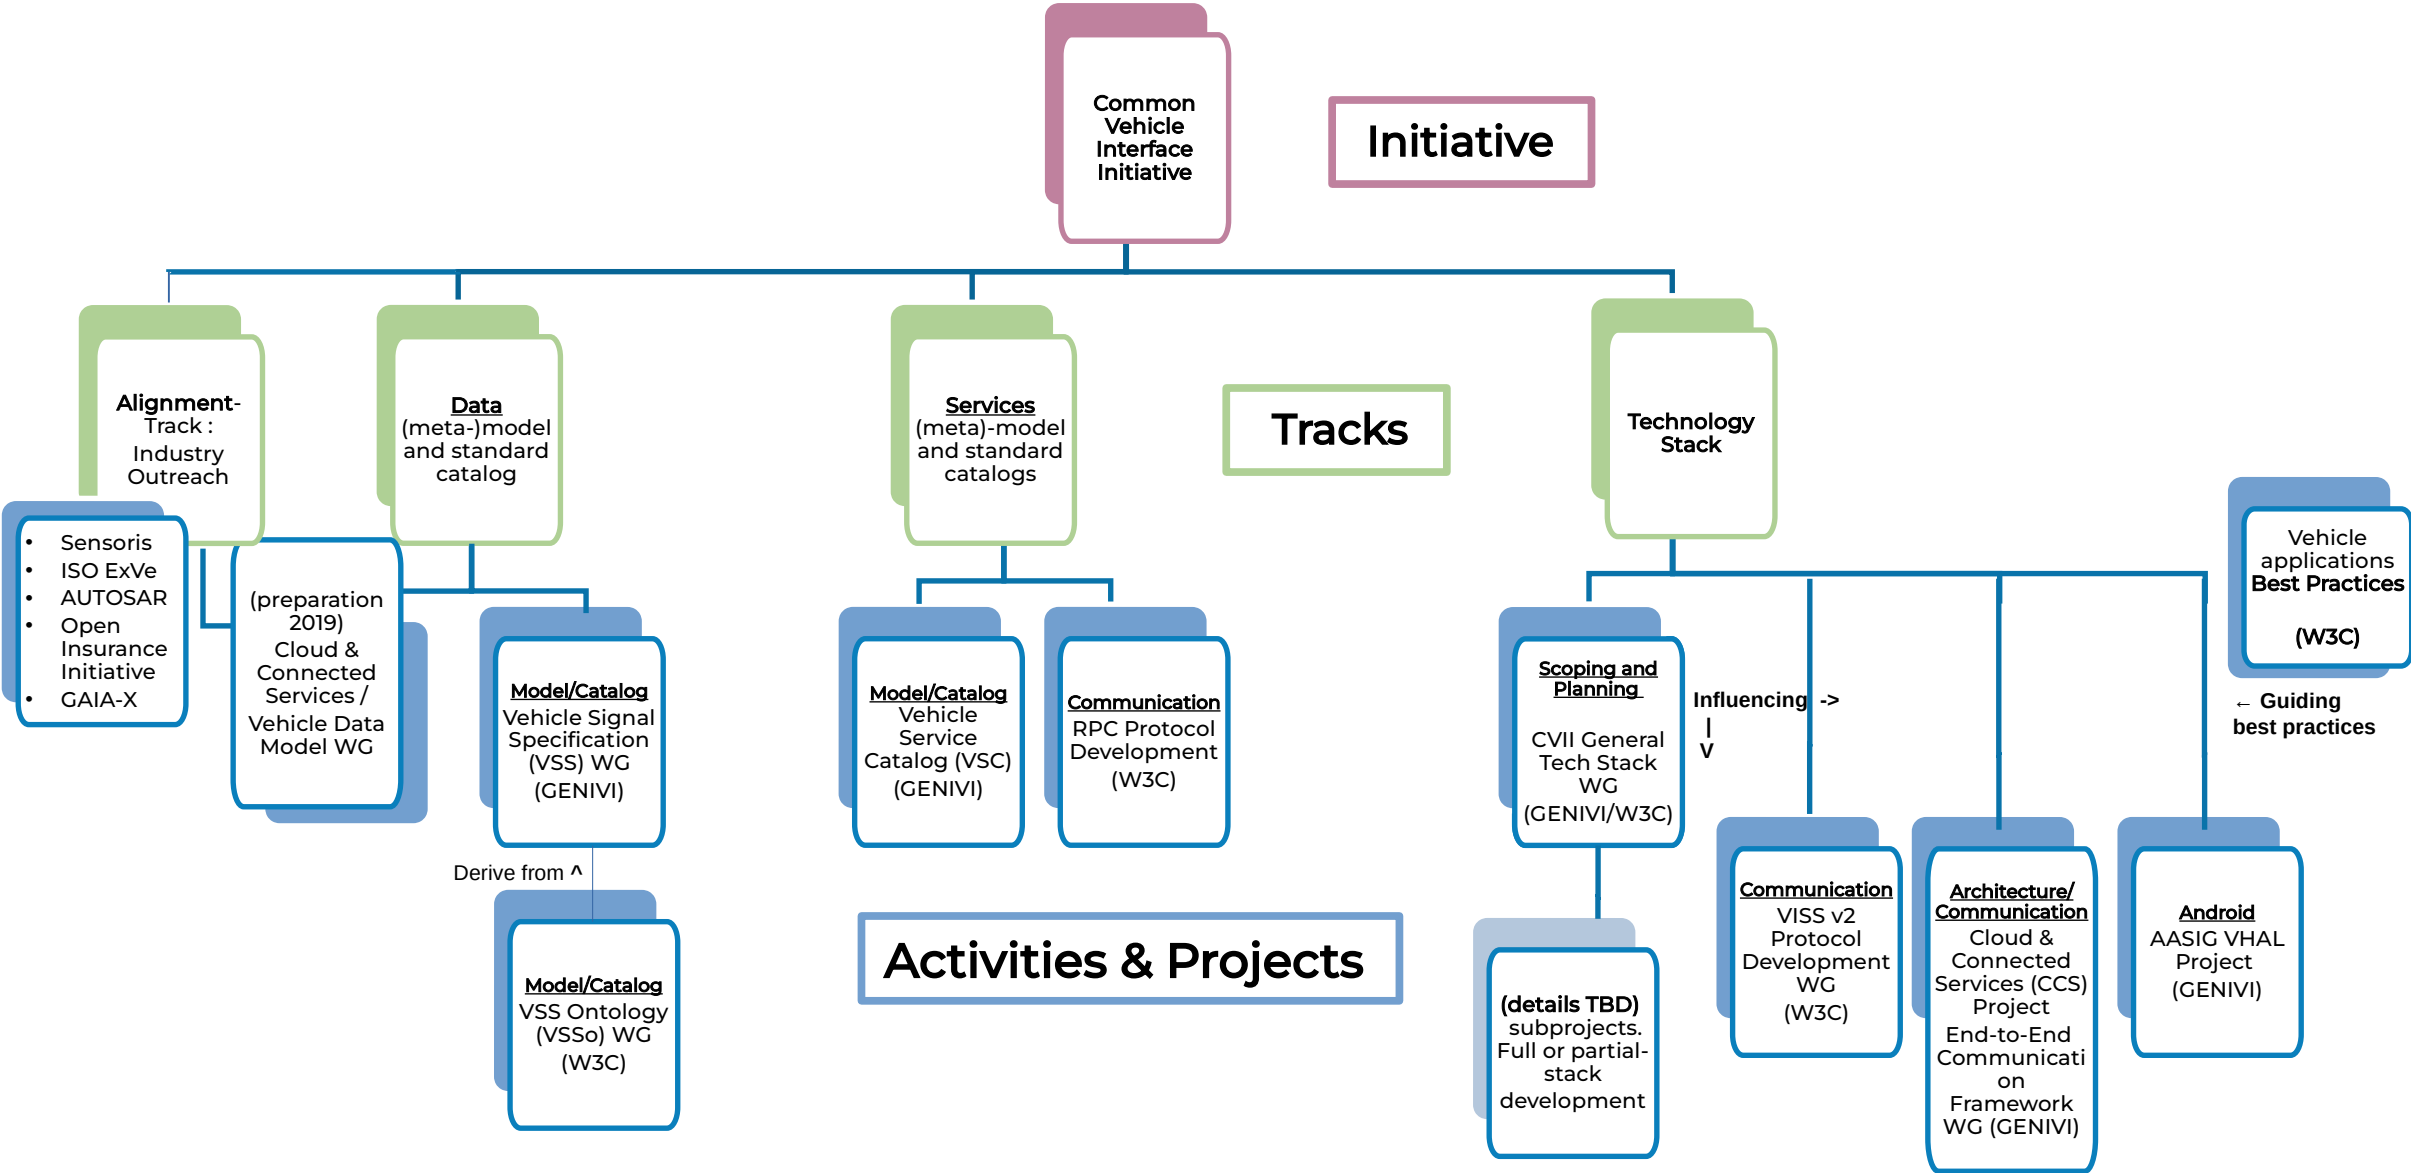 Common
Vehicle
Interface
Initiative
Initiative
Alignment-
Track :
Industry
Outreach
Data
(meta-)model
and standard
catalog
Services
(meta)-model
and standard
catalogs
Tracks
Technology
Stack
• Sensoris
• ISO ExVe
• AUTOSAR
• Open
Insurance
Initiative
• GAIA-X
(preparation
2019)
Cloud &
Connected
Services /
Vehicle Data
Model WG
Model/Catalog
Vehicle Signal
Specification
(VSS) WG
(GENIVI)
Derive from ^
Model/Catalog
VSS Ontology
(VSSo) WG
(W3C)
Model/Catalog
Vehicle
Service
Catalog (VSC)
(GENIVI)
Communication
RPC Protocol
Development
(W3C)
Activities & Projects
Scoping and
Planning
CVII General
Tech Stack
WG
(GENIVI/W3C)
Influencing ->
|
V
(details TBD)
subprojects.
Full or partial-
stack
development
Communication
VISS v2
Protocol
Development
WG
(W3C)
Architecture/
Communication
Cloud &
Connected
Services (CCS)
Project
End-to-End
Communicati
on
Framework
WG (GENIVI)
Android
AASIG VHAL
Project
(GENIVI)
Vehicle
applications
Best Practices
(W3C)
← Guiding
best practices